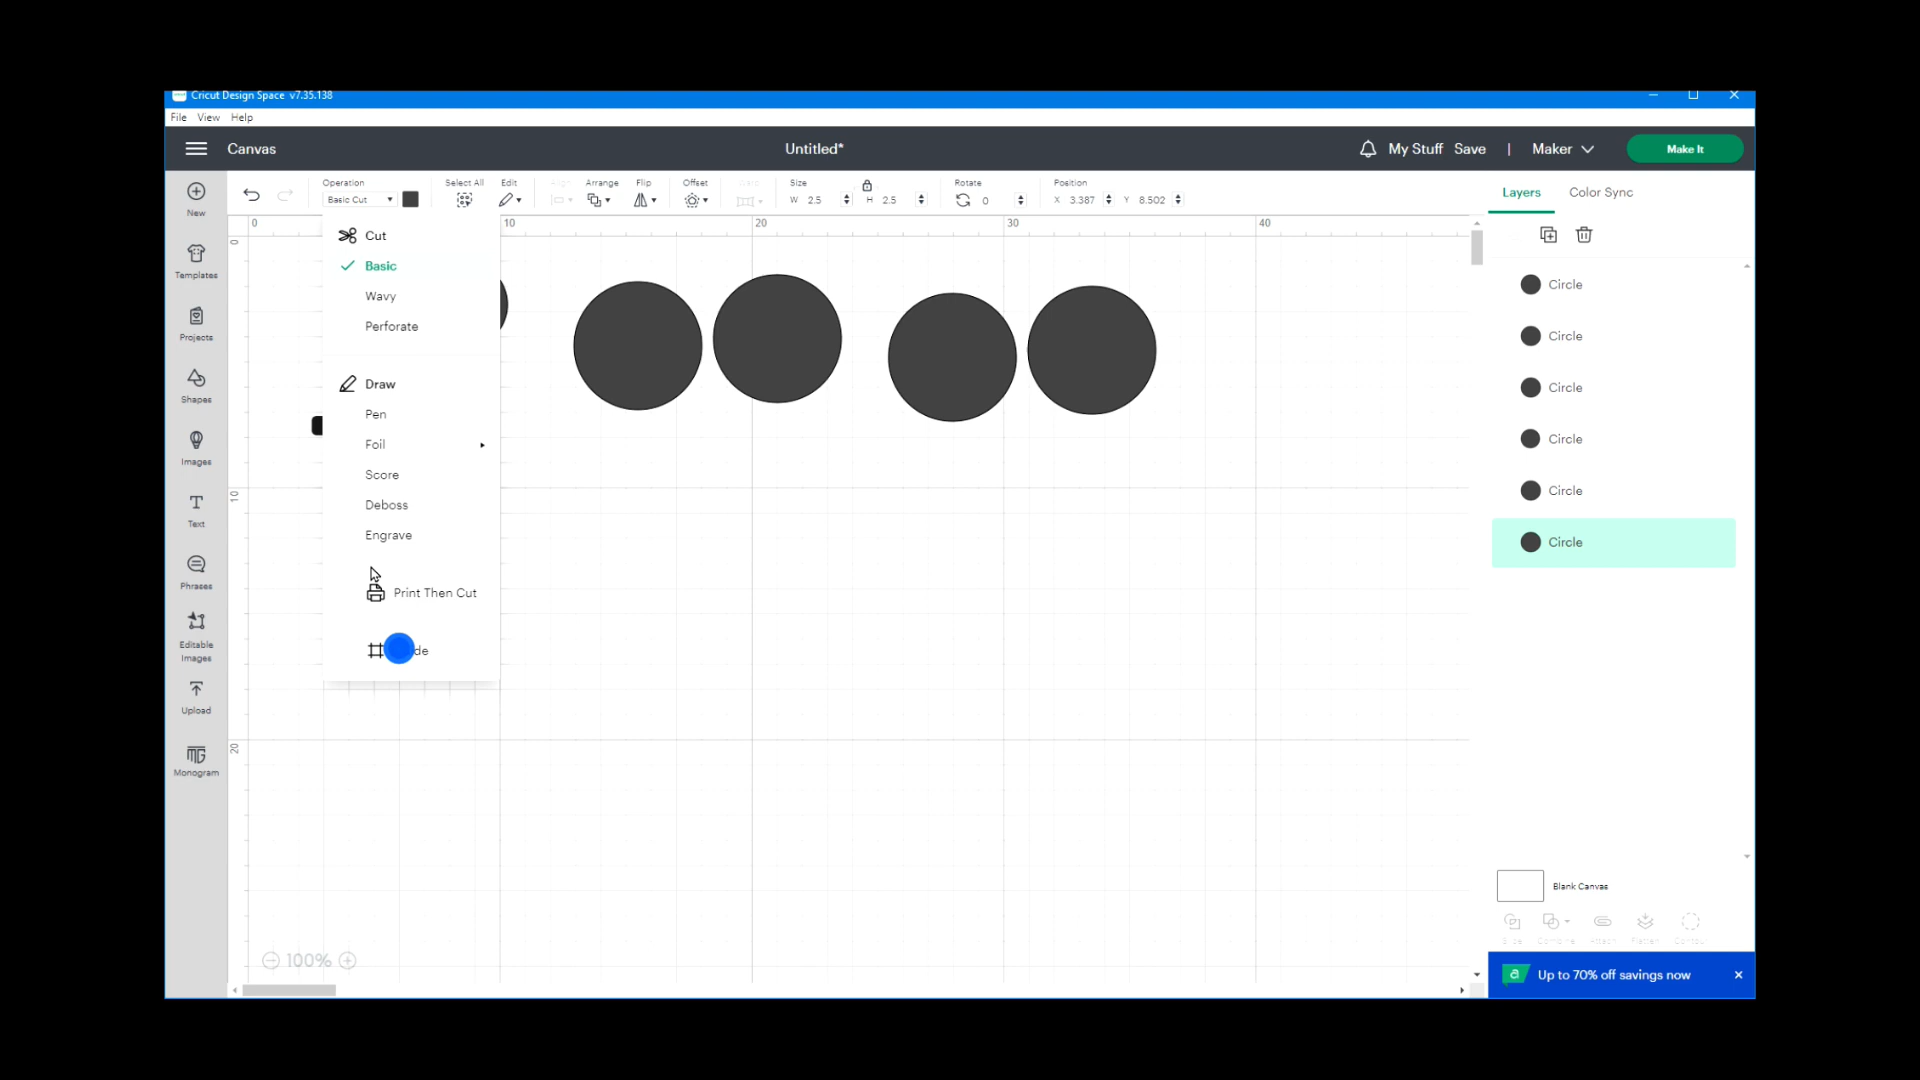 Cricut Design Space v7.35.138
File View Help
Canvas
Untitled*
My Stuff Save | Maker
Make It
New
Templates
Projects
Shapes
Images
Text
Phrases
Editable
Images
Upload
Monogram
Operation
Basic Cut
Select All
Edit
Arrange
Flip
Offset
Size
W 2.5
H 2.5
Rotate
0
Position
X 3.387
Y 8.502
0 10 20 30 40
0
10
20
Cut
Basic
Wavy
Perforate
Draw
Pen
Foil
Score
Deboss
Engrave
Print Then Cut
de
100%
Layers
Color Sync
Circle
Circle
Circle
Circle
Circle
Circle
Blank Canvas
Up to 70% off savings now